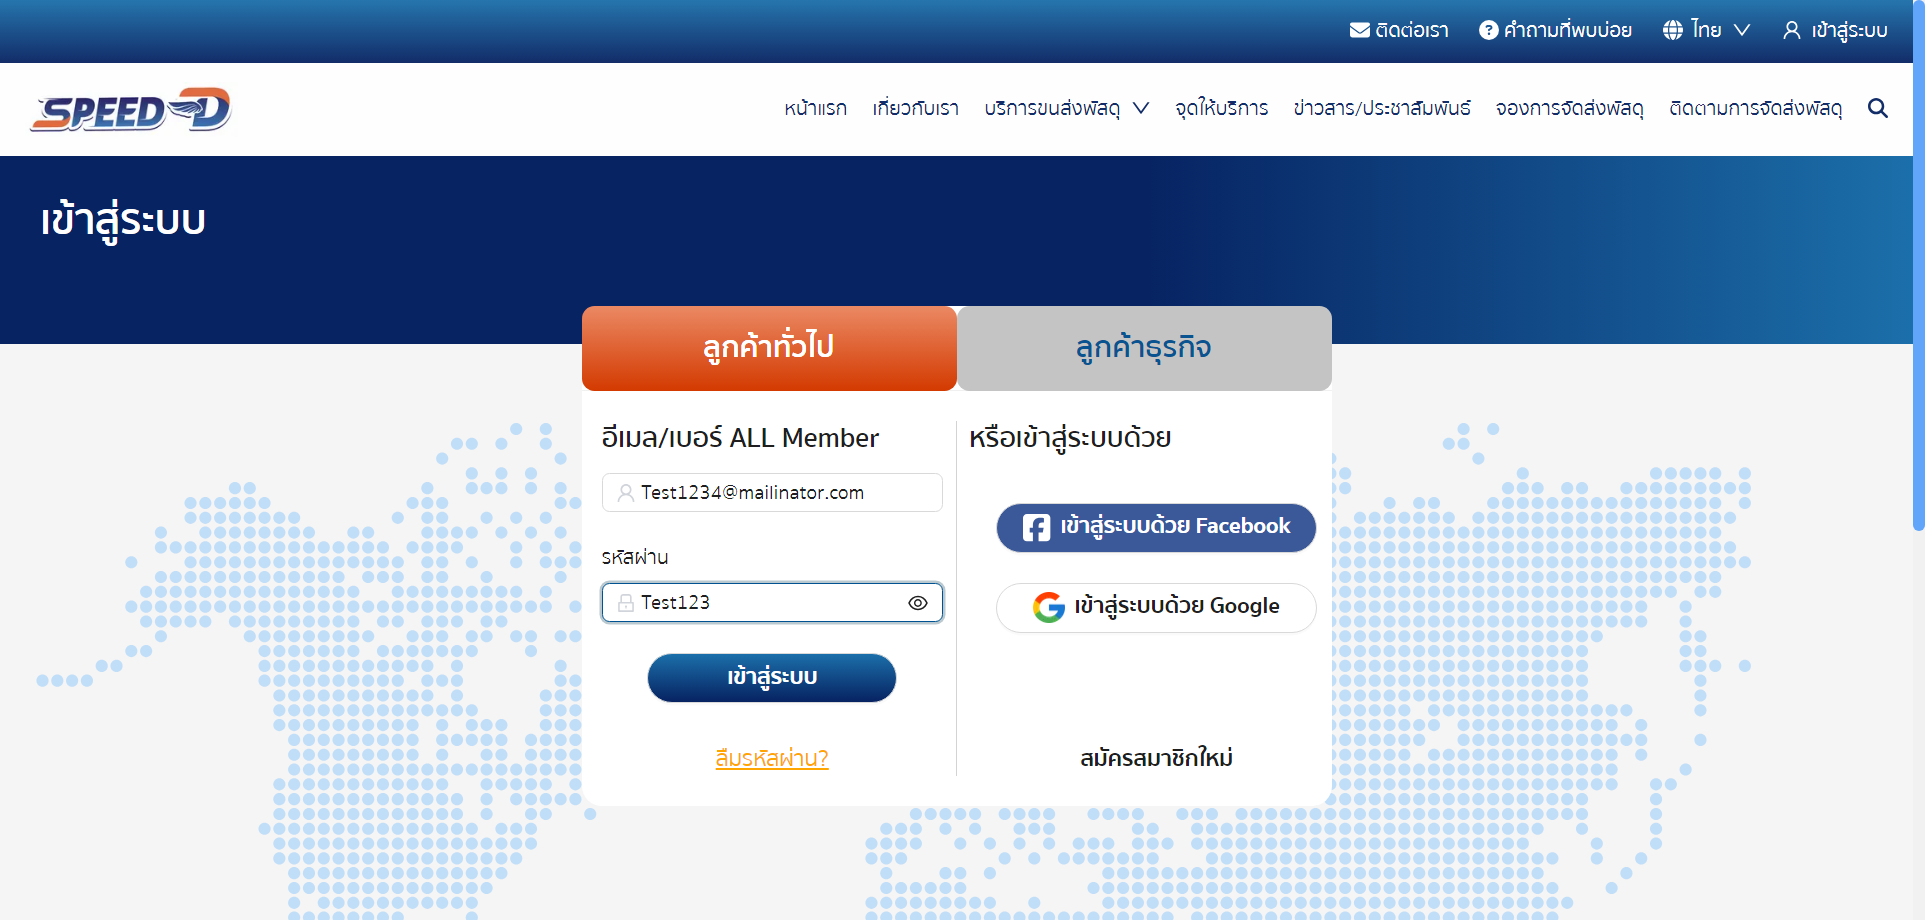 ติดต่อเรา
คำถามที่พบบ่อย
ไทย
เข้าสู่ระบบ
SPEED-D
หน้าแรก
เกี่ยวกับเรา
บริการขนส่งพัสดุ
จุดให้บริการ
ข่าวสาร/ประชาสัมพันธ์
จองการจัดส่งพัสดุ
ติดตามการจัดส่งพัสดุ
เข้าสู่ระบบ
ลูกค้าทั่วไป
ลูกค้าธุรกิจ
อีเมล/เบอร์ ALL Member
Test1234@mailinator.com
รหัสผ่าน
Test123
เข้าสู่ระบบ
ลืมรหัสผ่าน?
หรือเข้าสู่ระบบด้วย
เข้าสู่ระบบด้วย Facebook
เข้าสู่ระบบด้วย Google
สมัครสมาชิกใหม่